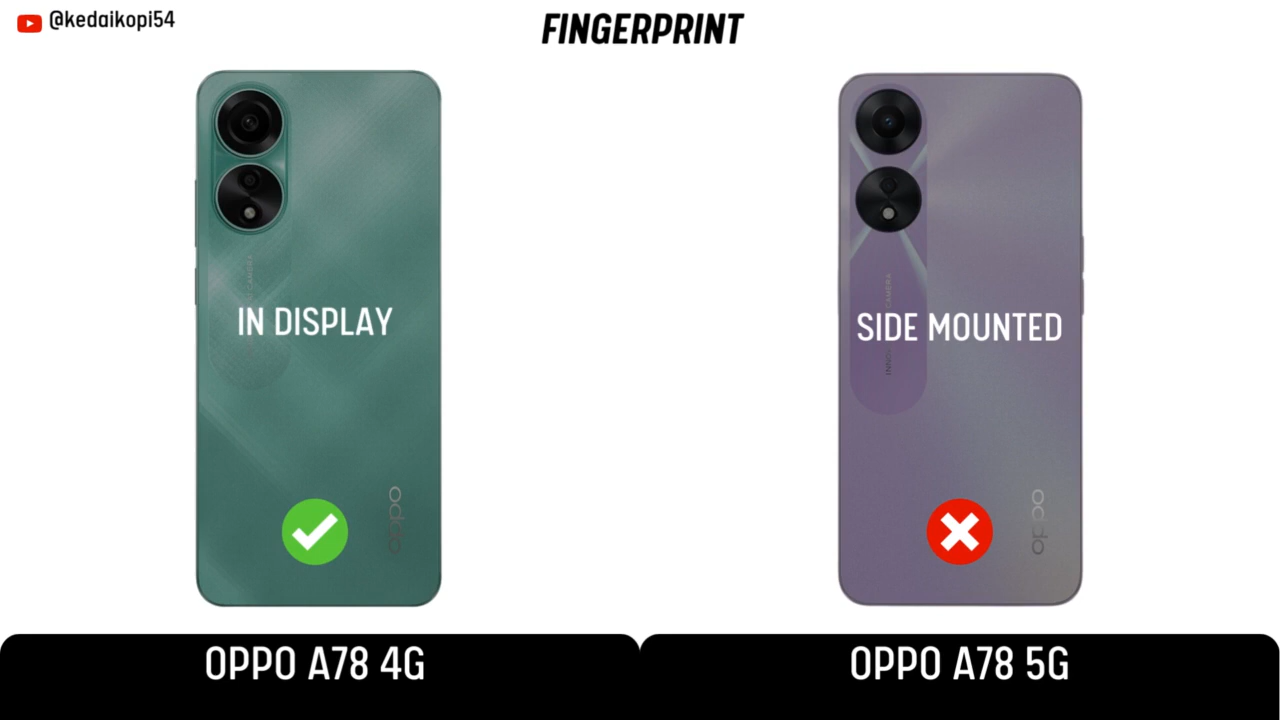 @kedaikopi54
FINGERPRINT
IN DISPLAY
SIDE MOUNTED
oppo
oppo
OPPO A78 4G
OPPO A78 5G